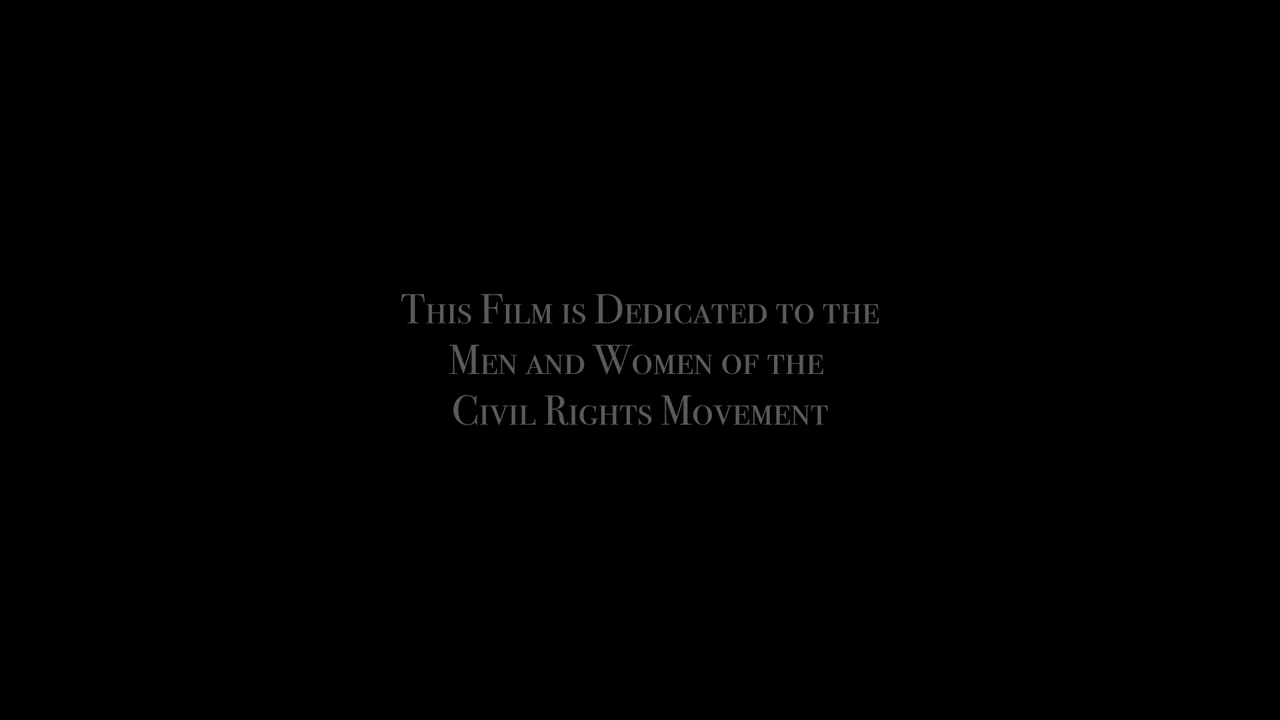 This Film is Dedicated to the
Men and Women of the
Civil Rights Movement